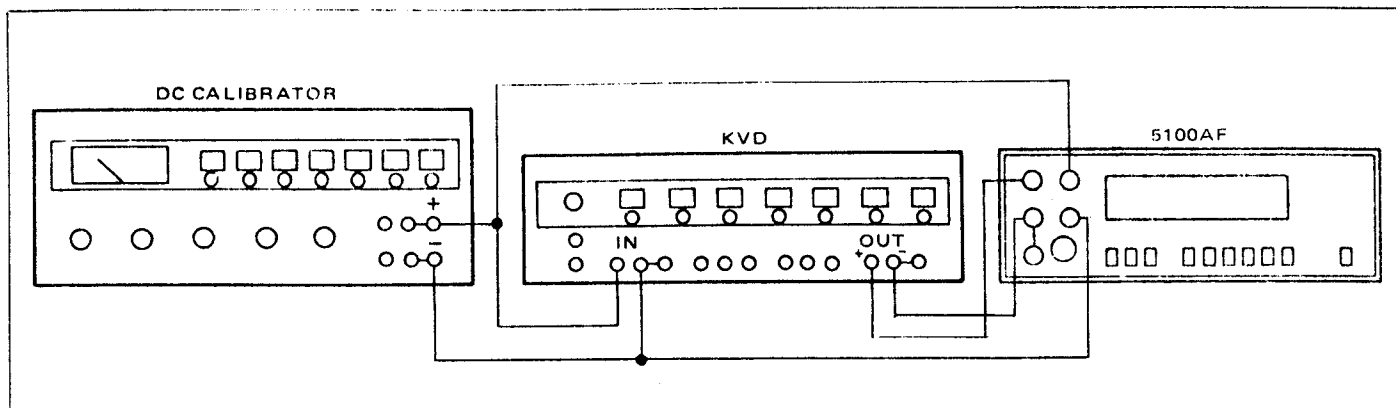 DC CALIBRATOR
KVD
5100AF
+
−
IN
OUT
+ −